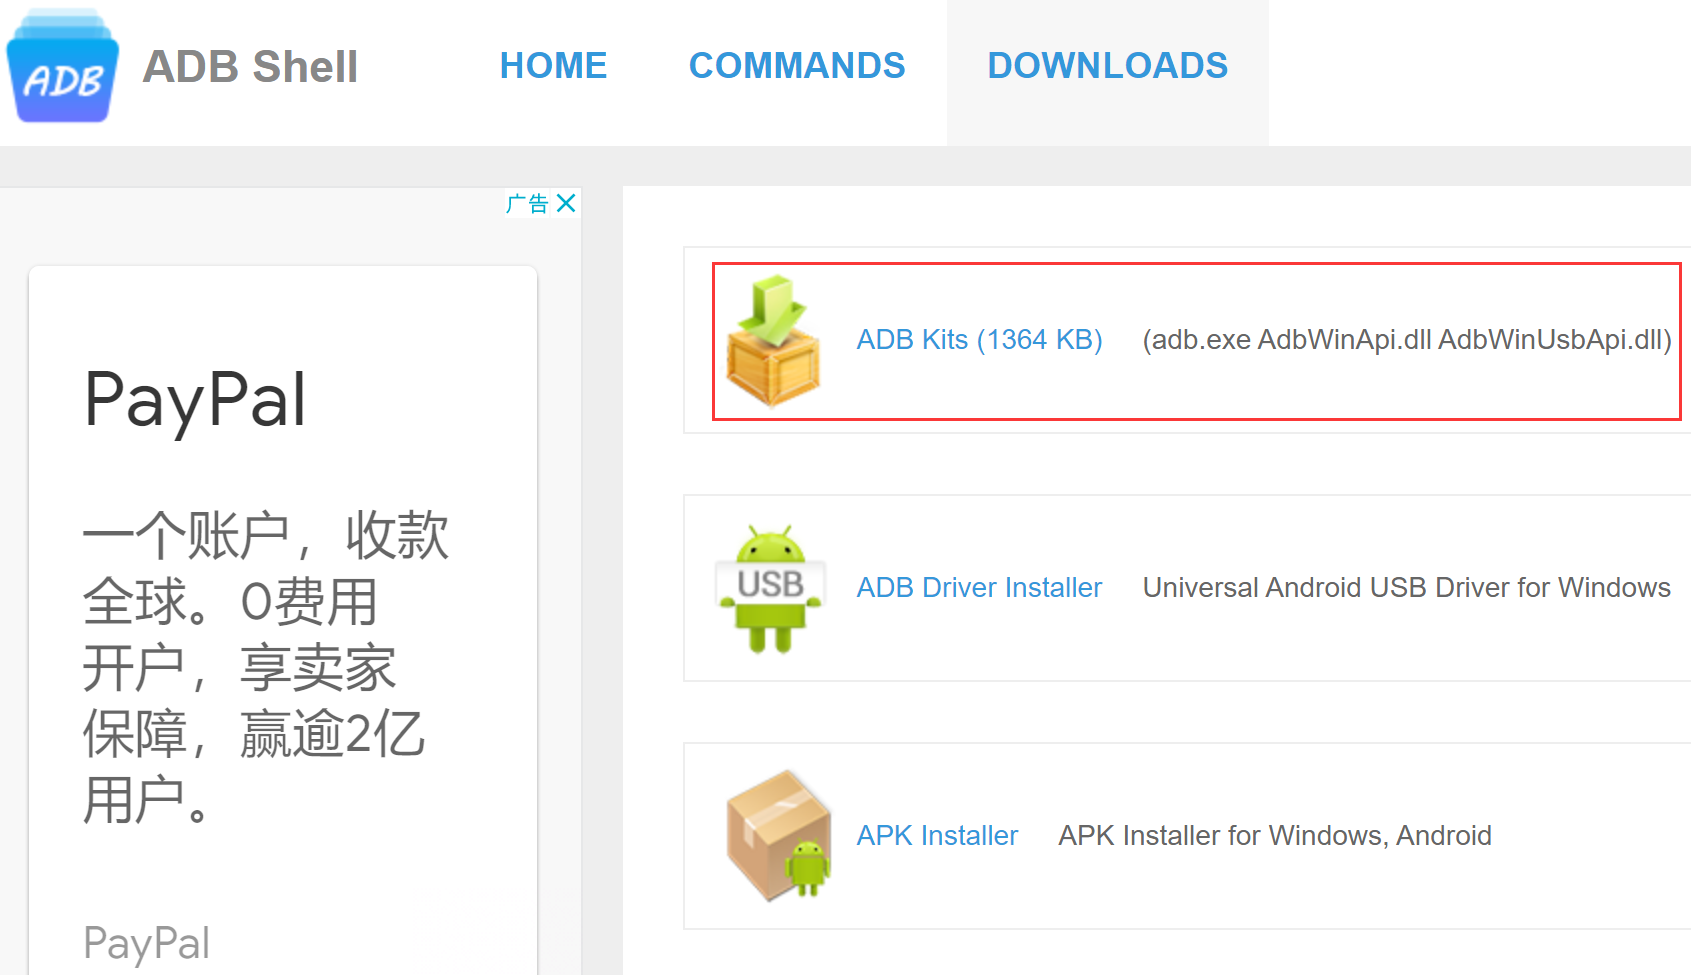 ADB
ADB Shell
HOME
COMMANDS
DOWNLOADS
广告
PayPal
一个账户，收款
全球。0费用
开户，享卖家
保障，赢逾2亿
用户。
PayPal
ADB Kits (1364 KB) (adb.exe AdbWinApi.dll AdbWinUsbApi.dll)
USB
ADB Driver Installer Universal Android USB Driver for Windows
APK Installer APK Installer for Windows, Android